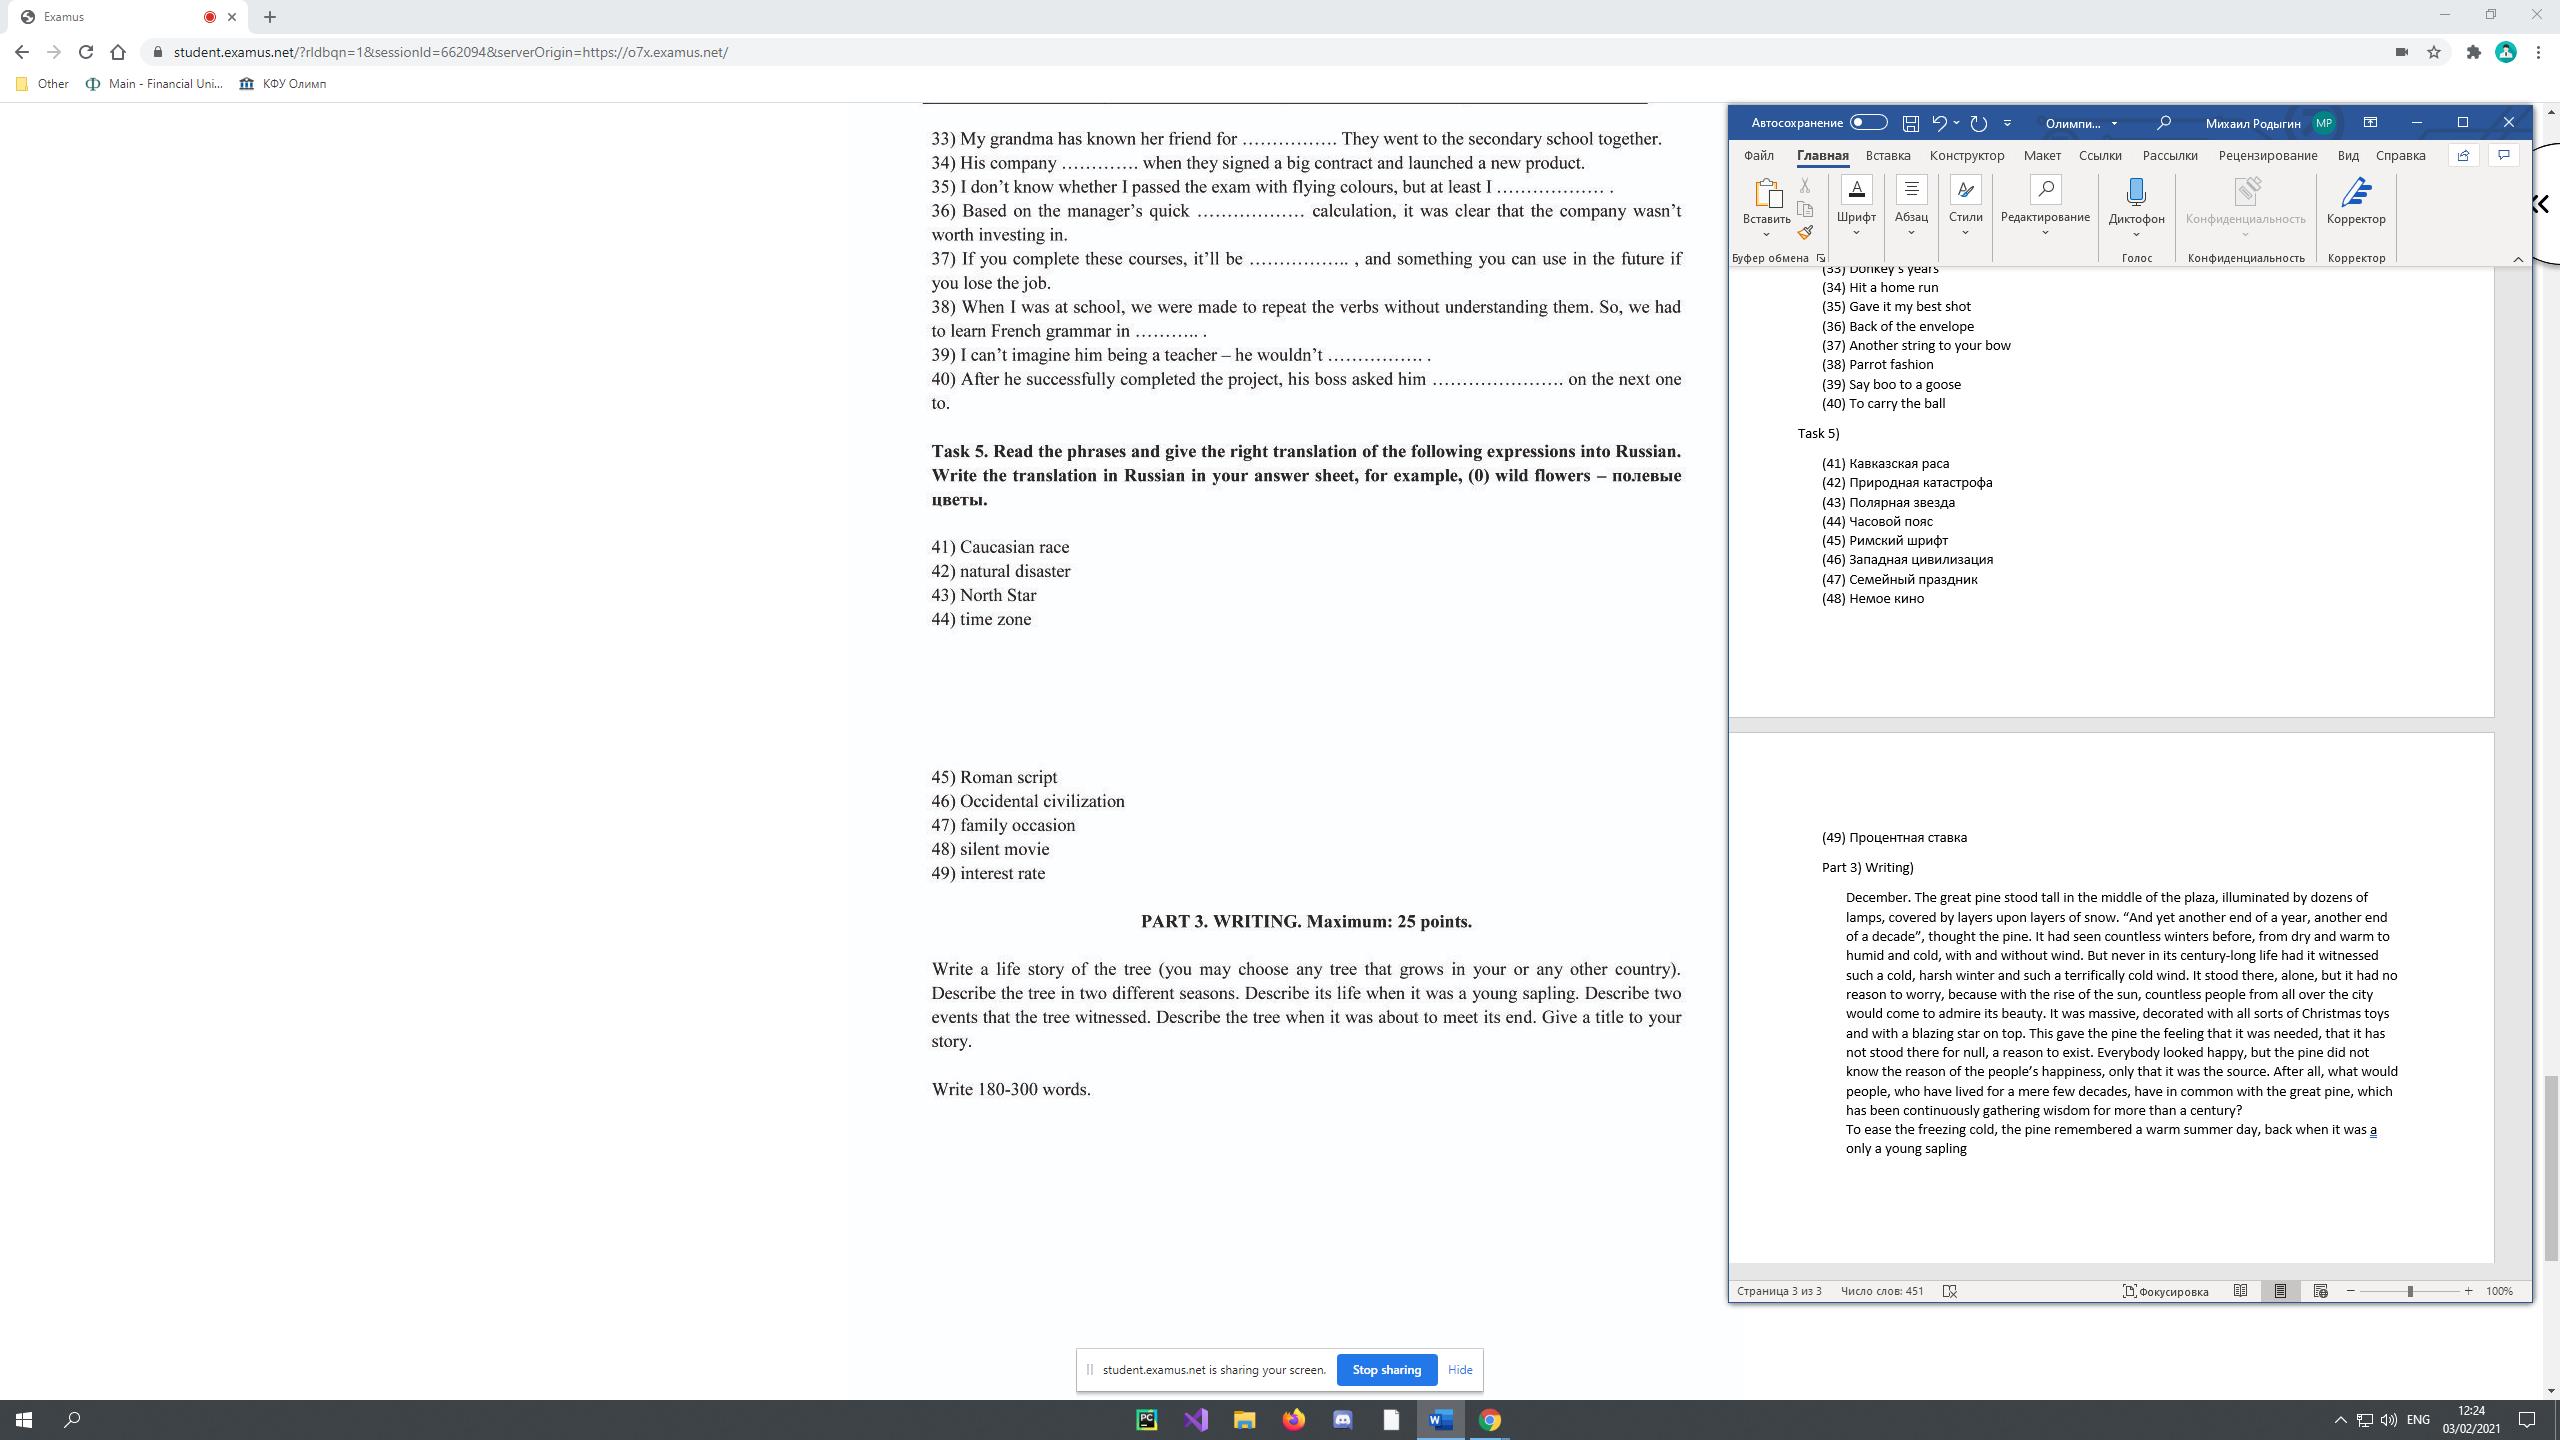 Examus
student.examus.net/?rldbqn=1&sessionId=662094&serverOrigin=https://o7x.examus.net/
Other
Main - Financial Uni...
КФУ Олимп
33) My grandma has known her friend for ……………. They went to the secondary school together.
34) His company …………. when they signed a big contract and launched a new product.
35) I don’t know whether I passed the exam with flying colours, but at least I ……………… .
36) Based on the manager’s quick ……………… calculation, it was clear that the company wasn’t
worth investing in.
37) If you complete these courses, it’ll be …………….. , and something you can use in the future if
you lose the job.
38) When I was at school, we were made to repeat the verbs without understanding them. So, we had
to learn French grammar in ……….. .
39) I can’t imagine him being a teacher – he wouldn’t ……………. .
40) After he successfully completed the project, his boss asked him …………………. on the next one
to.
Task 5. Read the phrases and give the right translation of the following expressions into Russian.
Write the translation in Russian in your answer sheet, for example, (0) wild flowers – полевые
цветы.
41) Caucasian race
42) natural disaster
43) North Star
44) time zone
45) Roman script
46) Occidental civilization
47) family occasion
48) silent movie
49) interest rate
PART 3. WRITING. Maximum: 25 points.
Write a life story of the tree (you may choose any tree that grows in your or any other country).
Describe the tree in two different seasons. Describe its life when it was a young sapling. Describe two
events that the tree witnessed. Describe the tree when it was about to meet its end. Give a title to your
story.
Write 180-300 words.
Автосохранение
Олимпи...
Михаил Родыгин
МР
Файл
Главная
Вставка
Конструктор
Макет
Ссылки
Рассылки
Рецензирование
Вид
Справка
Вставить
Шрифт
Абзац
Стили
Редактирование
Диктофон
Конфиденциальность
Корректор
Буфер обмена
Голос
Конфиденциальность
Корректор
(33) Donkey's years
(34) Hit a home run
(35) Gave it my best shot
(36) Back of the envelope
(37) Another string to your bow
(38) Parrot fashion
(39) Say boo to a goose
(40) To carry the ball
Task 5)
(41) Кавказская раса
(42) Природная катастрофа
(43) Полярная звезда
(44) Часовой пояс
(45) Римский шрифт
(46) Западная цивилизация
(47) Семейный праздник
(48) Немое кино
(49) Процентная ставка
Part 3) Writing)
December. The great pine stood tall in the middle of the plaza, illuminated by dozens of
lamps, covered by layers upon layers of snow. “And yet another end of a year, another end
of a decade”, thought the pine. It had seen countless winters before, from dry and warm to
humid and cold, with and without wind. But never in its century-long life had it witnessed
such a cold, harsh winter and such a terrifically cold wind. It stood there, alone, but it had no
reason to worry, because with the rise of the sun, countless people from all over the city
would come to admire its beauty. It was massive, decorated with all sorts of Christmas toys
and with a blazing star on top. This gave the pine the feeling that it was needed, that it has
not stood there for null, a reason to exist. Everybody looked happy, but the pine did not
know the reason of the people’s happiness, only that it was the source. After all, what would
people, who have lived for a mere few decades, have in common with the great pine, which
has been continuously gathering wisdom for more than a century?
To ease the freezing cold, the pine remembered a warm summer day, back when it was a
only a young sapling
Страница 3 из 3
Число слов: 451
Фокусировка
100%
student.examus.net is sharing your screen.
Stop sharing
Hide
PC
W
ENG
12:24
03/02/2021